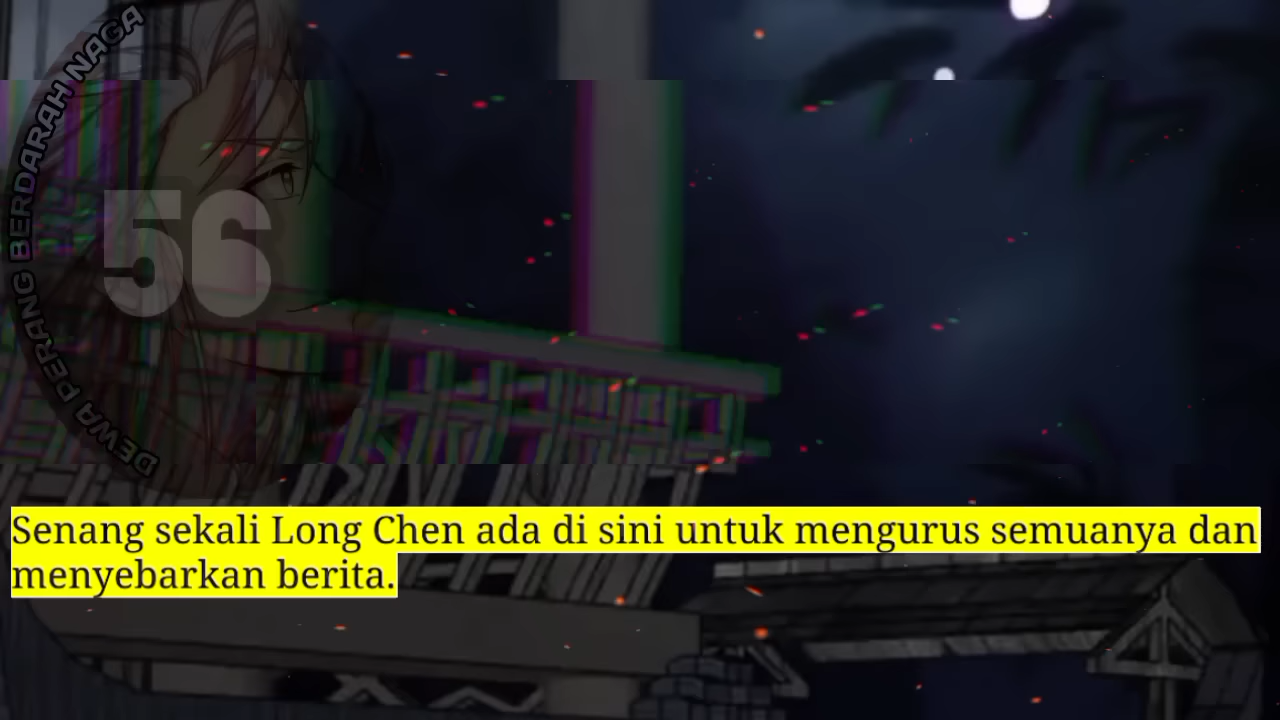 DEWA PERANG BERDARAH NAGA
56
Senang sekali Long Chen ada di sini untuk mengurus semuanya dan
menyebarkan berita.